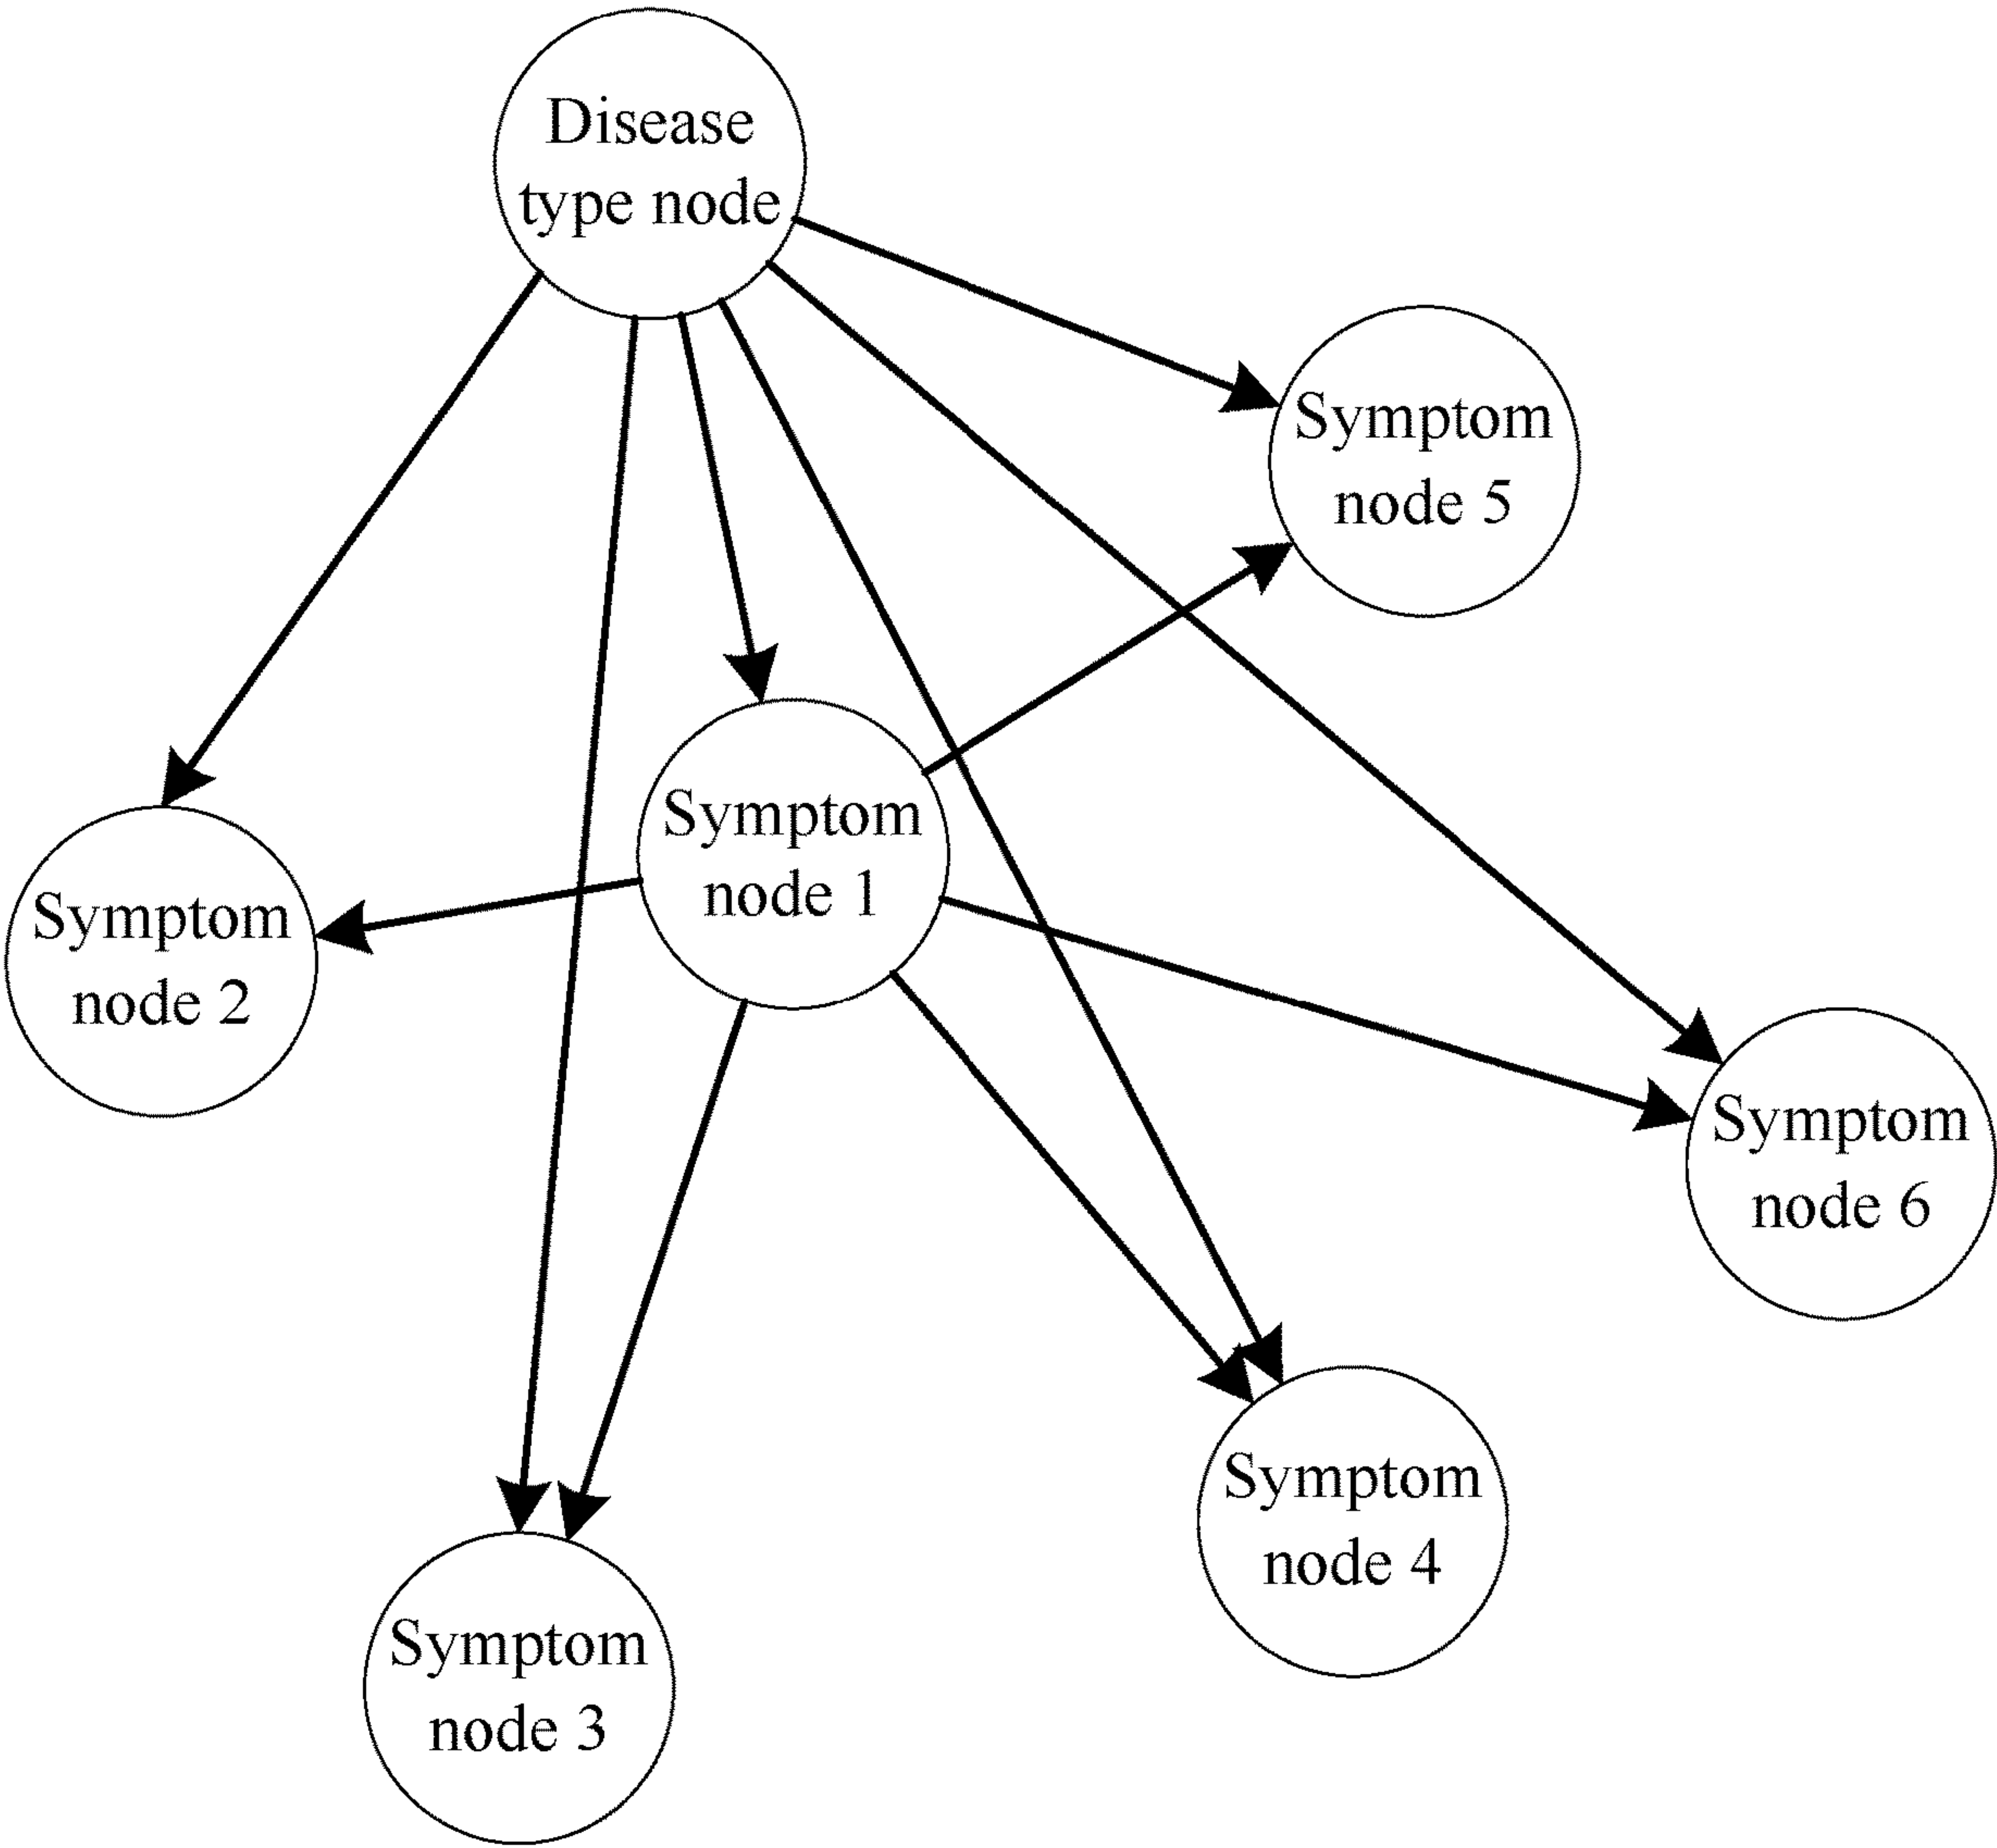 Disease
type node
Symptom
node 5
Symptom
node 1
Symptom
node 2
Symptom
node 6
Symptom
node 4
Symptom
node 3